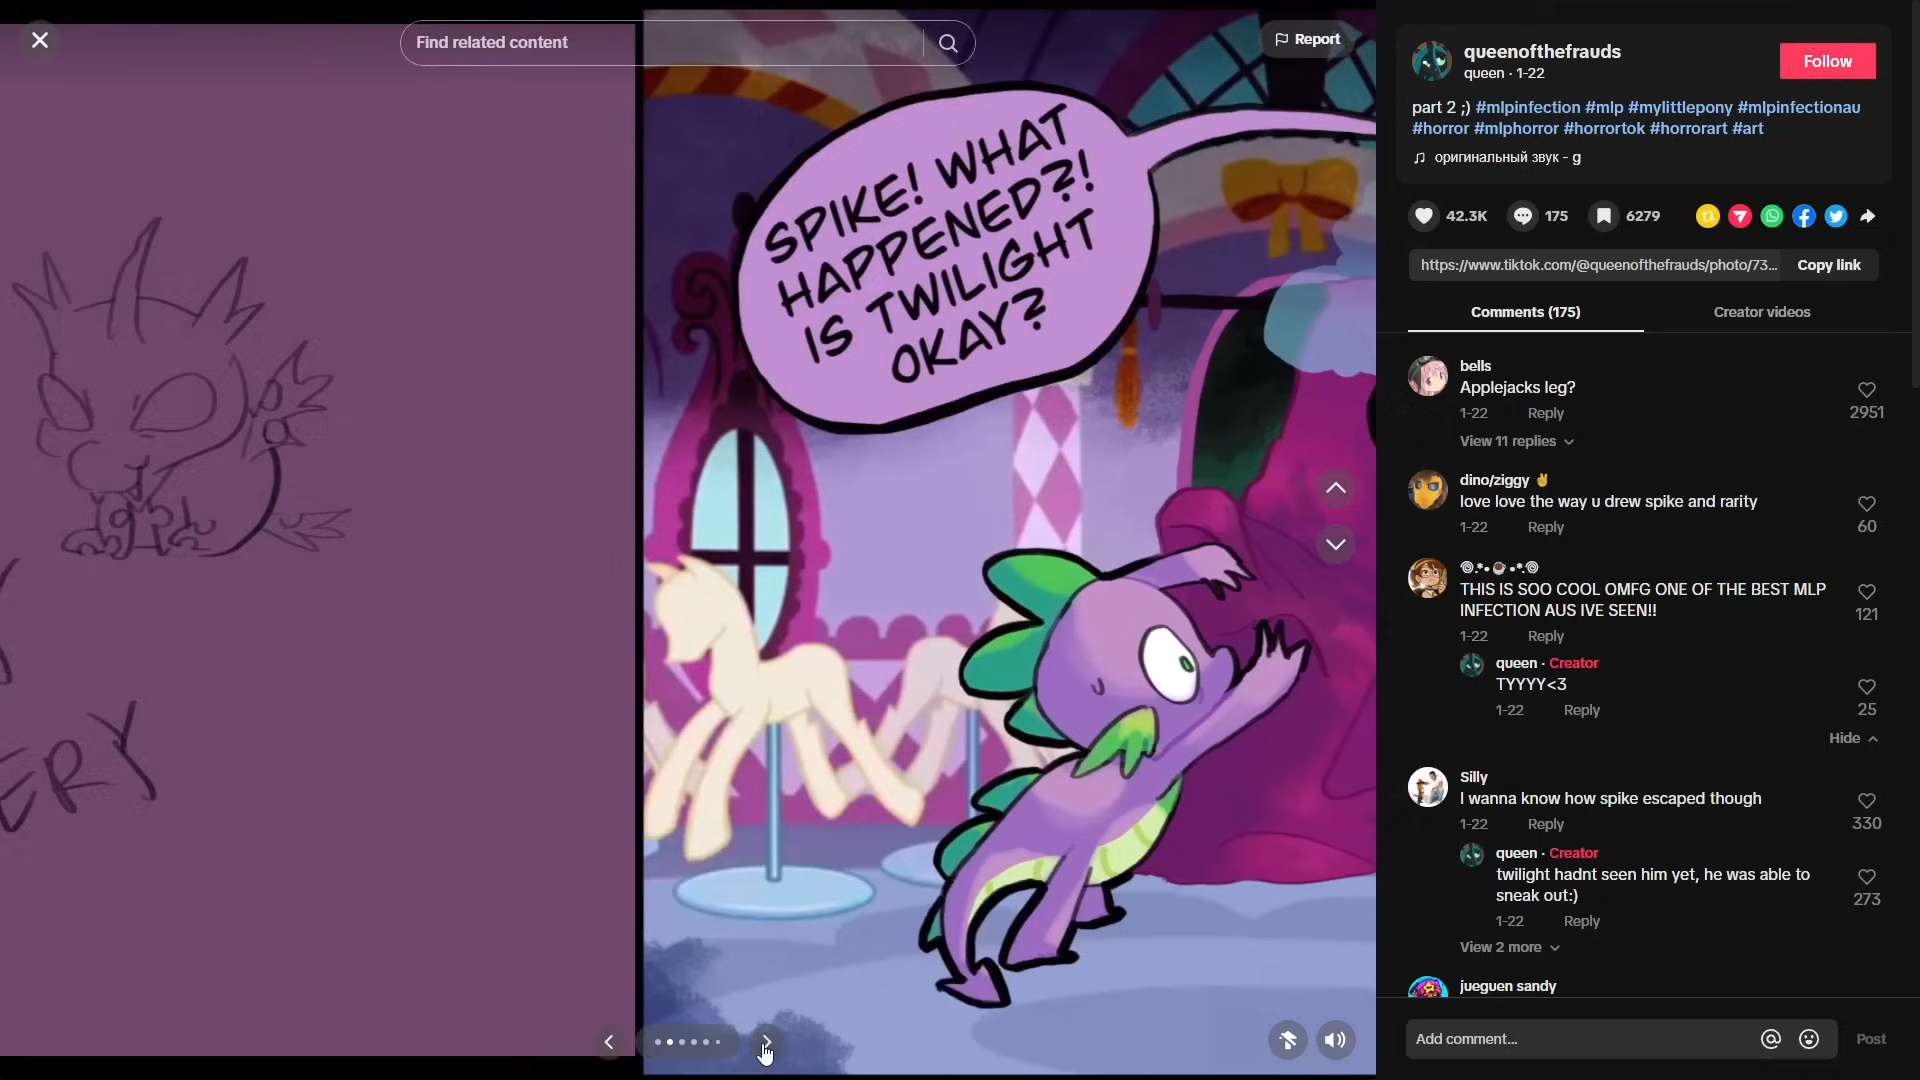 Find related content
Report
SPIKE! WHAT
HAPPENED?!
IS TWILIGHT
OKAY?
ERY
queenofthefrauds
queen · 1-22
Follow
part 2 ;) #mlpinfection #mlp #mylittlepony #mlpinfectionau
#horror #mlphorror #horrortok #horrorart #art
оригинальный звук - g
42.3K
175
6279
https://www.tiktok.com/@queenofthefrauds/photo/73...
Copy link
Comments (175)
Creator videos
bells
Applejacks leg?
1-22
Reply
2951
View 11 replies
dino/ziggy ✌
love love the way u drew spike and rarity
1-22
Reply
60
THIS IS SOO COOL OMFG ONE OF THE BEST MLP
INFECTION AUS IVE SEEN!!
1-22
Reply
121
queen · Creator
TYYYY<3
1-22
Reply
25
Hide
Silly
I wanna know how spike escaped though
1-22
Reply
330
queen · Creator
twilight hadnt seen him yet, he was able to
sneak out:)
1-22
Reply
273
View 2 more
jueguen sandy
Add comment...
Post